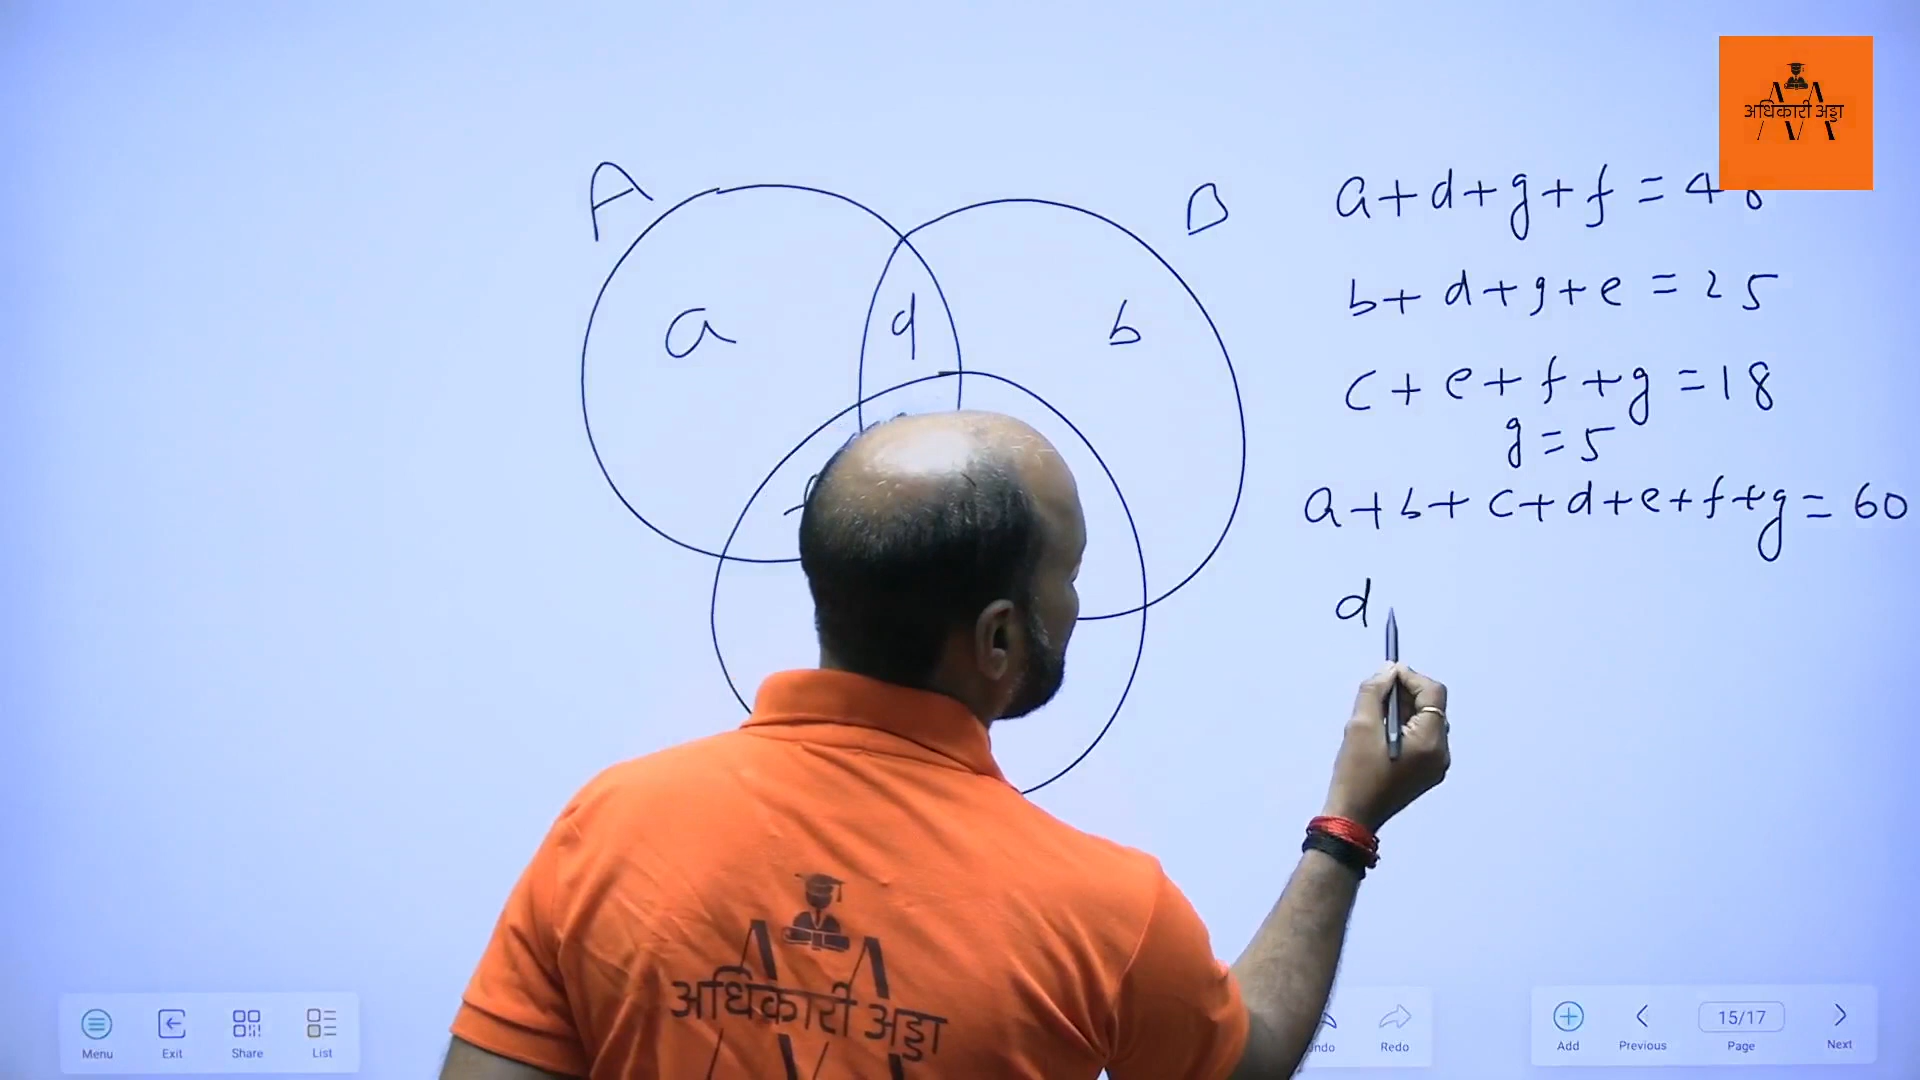 अधिकारी अड्डा
A
B
a
d
b
a+d+g+f=4
b+d+g+e=25
c+e+f+g=18
g=5
a+b+c+d+e+f+g=60
d
अधिकारी अड्डा
Menu
Exit
Share
List
Redo
Add
Previous
15/17
Page
Next